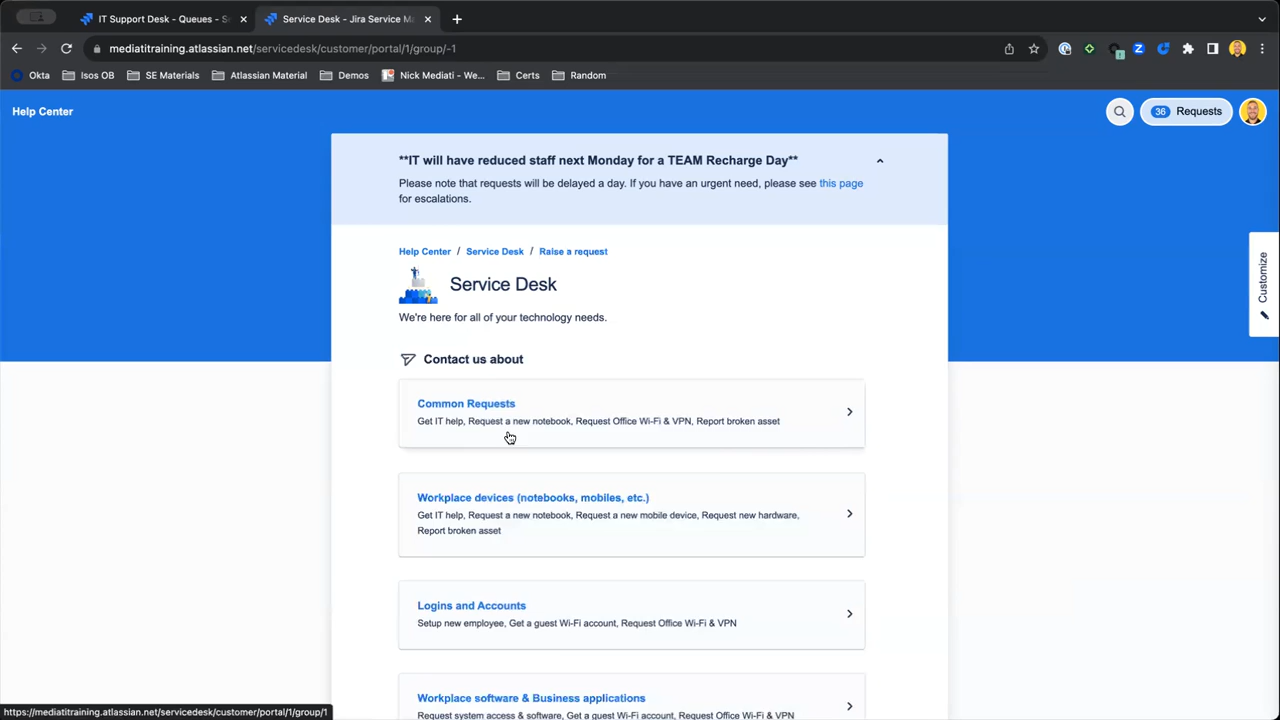 IT Support Desk - Queues - S
Service Desk - Jira Service Ma
mediatitraining.atlassian.net/servicedesk/customer/portal/1/group/-1
Okta
Isos OB
SE Materials
Atlassian Material
Demos
Nick Mediati - We...
Certs
Random
Help Center
36 Requests
**IT will have reduced staff next Monday for a TEAM Recharge Day**
Please note that requests will be delayed a day. If you have an urgent need, please see this page
for escalations.
Help Center / Service Desk / Raise a request
Customize
Service Desk
We're here for all of your technology needs.
Contact us about
Common Requests
Get IT help, Request a new notebook, Request Office Wi-Fi & VPN, Report broken asset
Workplace devices (notebooks, mobiles, etc.)
Get IT help, Request a new notebook, Request a new mobile device, Request new hardware,
Report broken asset
Logins and Accounts
Setup new employee, Get a guest Wi-Fi account, Request Office Wi-Fi & VPN
Workplace software & Business applications
Request system access & software, Get a guest Wi-Fi account, Request Office Wi-Fi & VPN
https://mediatitraining.atlassian.net/servicedesk/customer/portal/1/group/1